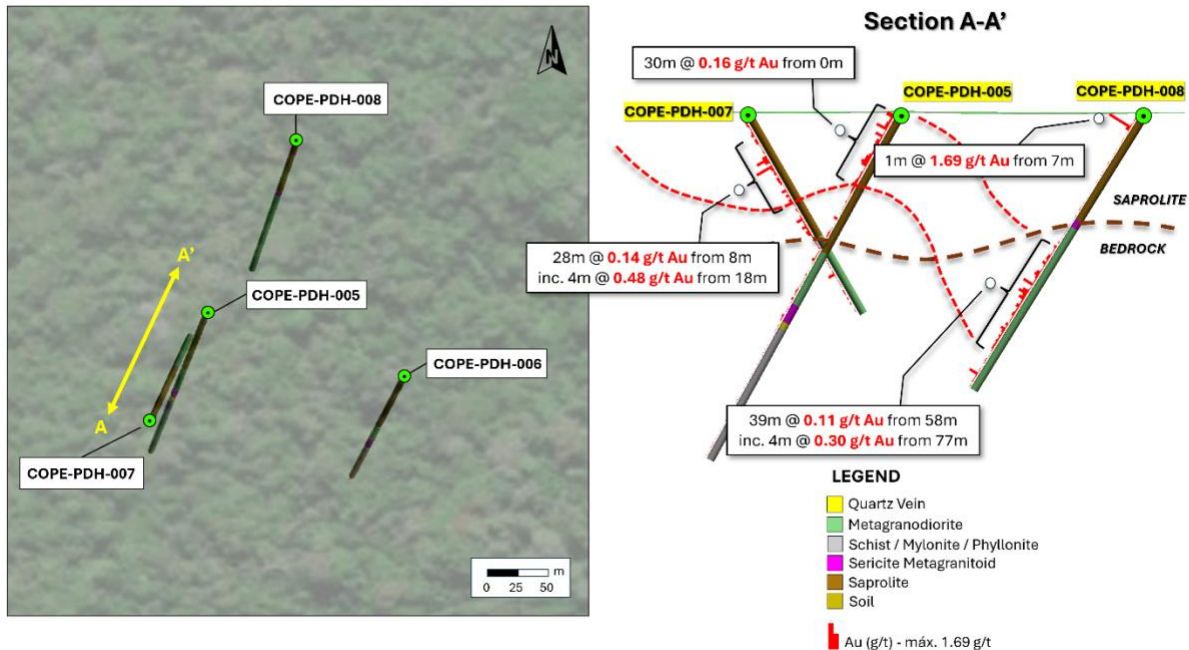 N
COPE-PDH-008
COPE-PDH-005
COPE-PDH-006
COPE-PDH-007
A'
A
m
0 25 50
Section A-A’
30m @ 0.16 g/t Au from 0m
COPE-PDH-007
COPE-PDH-005
COPE-PDH-008
1m @ 1.69 g/t Au from 7m
SAPROLITE
BEDROCK
28m @ 0.14 g/t Au from 8m
inc. 4m @ 0.48 g/t Au from 18m
39m @ 0.11 g/t Au from 58m
inc. 4m @ 0.30 g/t Au from 77m
LEGEND
Quartz Vein
Metagranodiorite
Schist / Mylonite / Phyllonite
Sericite Metagranitoid
Saprolite
Soil
Au (g/t) - máx. 1.69 g/t